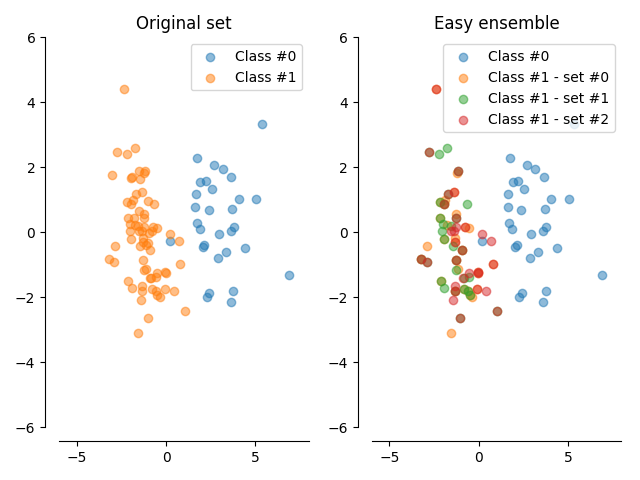 Original set
Easy ensemble
Class #0
Class #1
Class #0
Class #1 - set #0
Class #1 - set #1
Class #1 - set #2
6
4
2
0
−2
−4
−6
−5
0
5
6
4
2
0
−2
−4
−6
−5
0
5